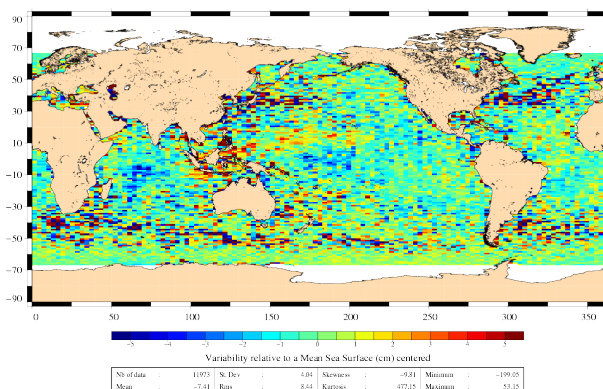 90
70
50
30
10
−10
−30
−50
−70
−90
0 50 100 150 200 250 300 350
−5 −4 −3 −2 −1 0 1 2 3 4 5
Variability relative to a Mean Sea Surface (cm) centered
Nb of data : 11973 St. Dev : 4.04 Skewness : −9.81 Minimum : −199.05
Mean : −7.41 Rms : 8.44 Kurtosis : 477.15 Maximum : 53.15